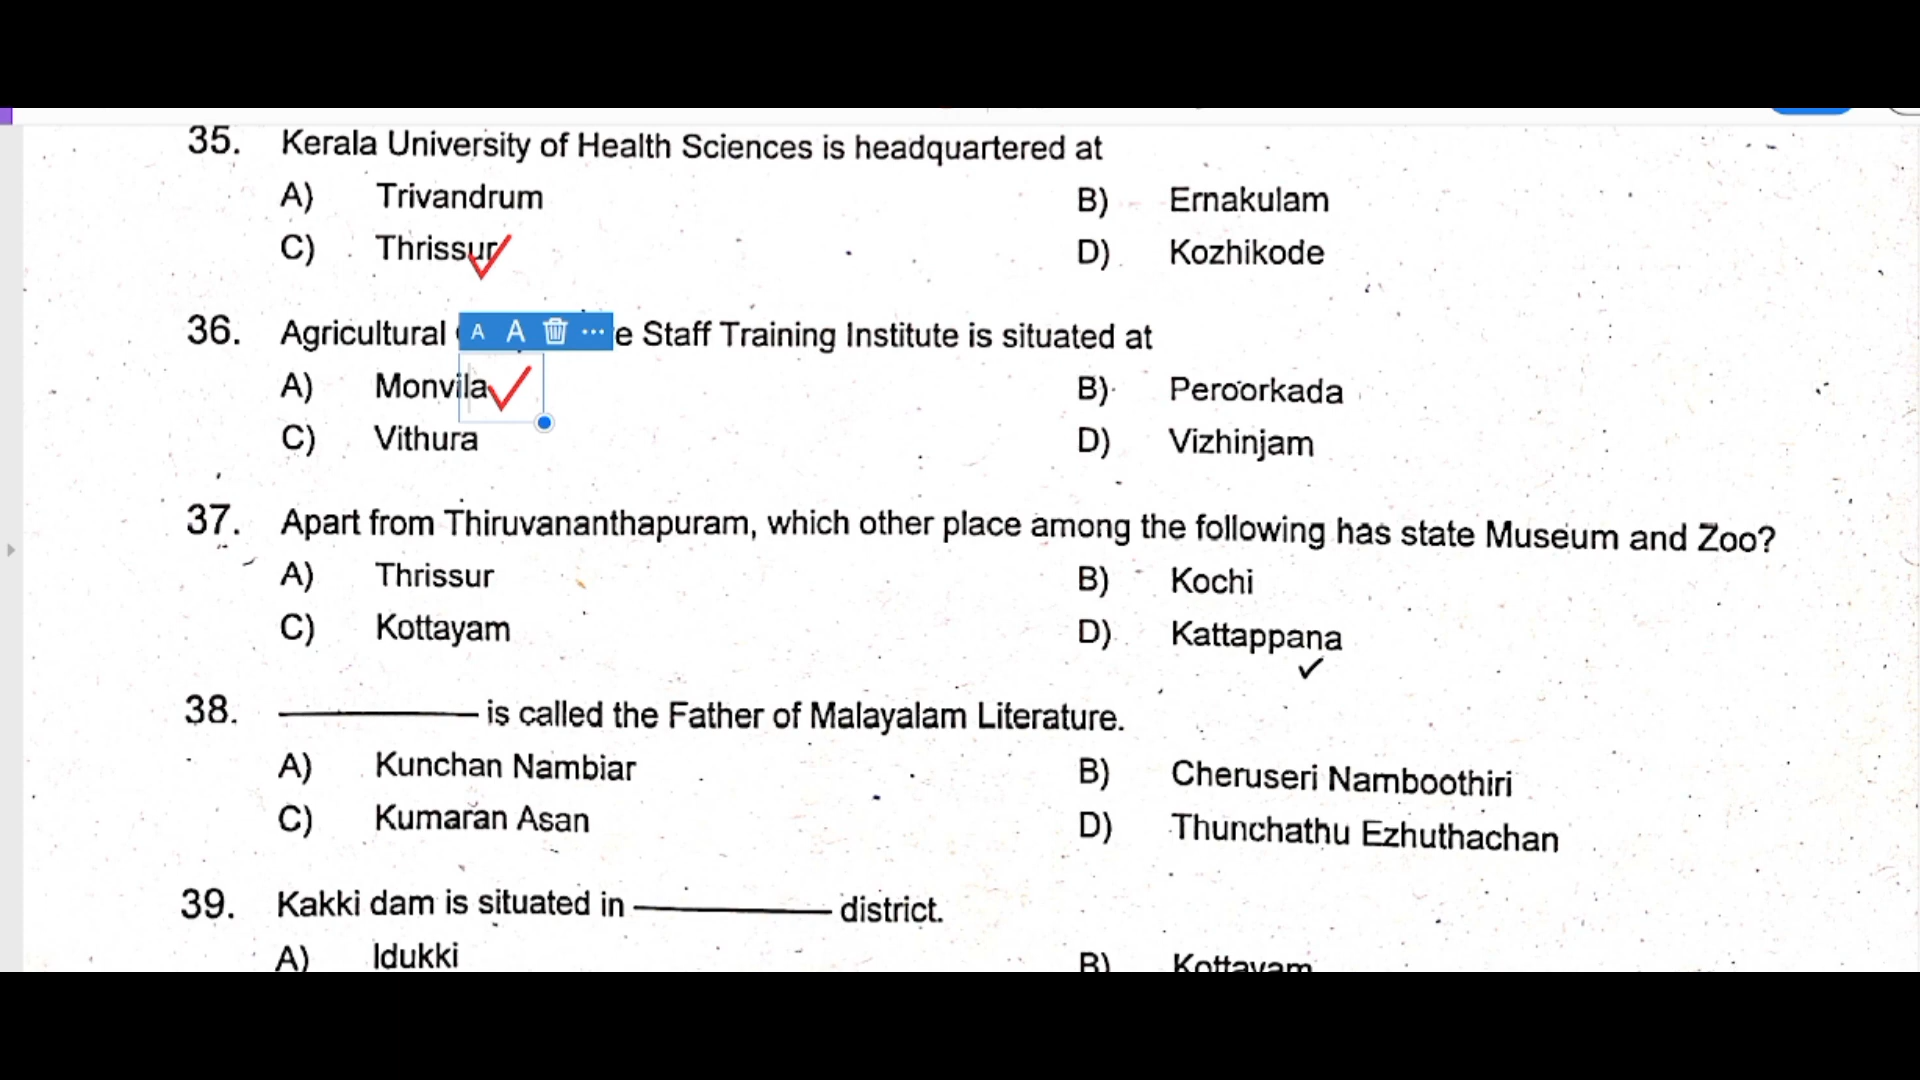 35. Kerala University of Health Sciences is headquartered at
A) Trivandrum B) Ernakulam
C) Thrissur D) Kozhikode
36. Agricultural e Staff Training Institute is situated at
A A ...
A) Monvila B) Peroorkada
C) Vithura D) Vizhinjam
37. Apart from Thiruvananthapuram, which other place among the following has state Museum and Zoo?
A) Thrissur B) Kochi
C) Kottayam D) Kattappana
38. __________ is called the Father of Malayalam Literature.
A) Kunchan Nambiar B) Cheruseri Namboothiri
C) Kumaran Asan D) Thunchathu Ezhuthachan
39. Kakki dam is situated in __________ district.
A) Idukki B) Kottayam